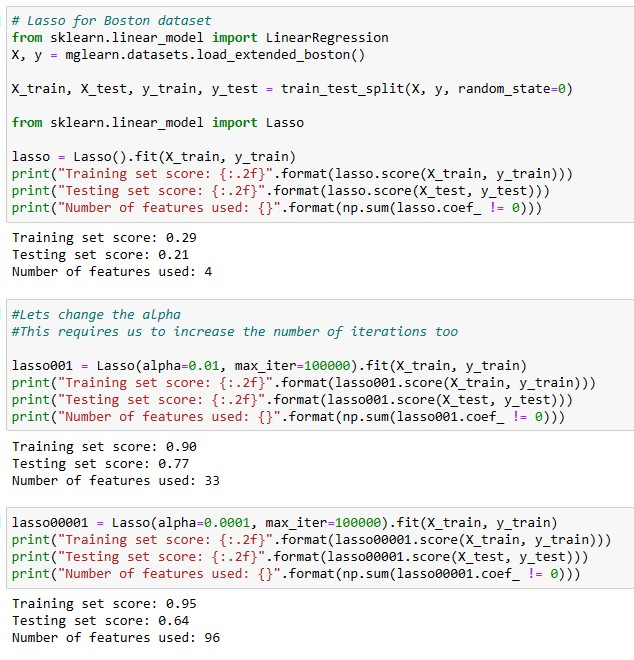 # Lasso for Boston dataset
from sklearn.linear_model import LinearRegression
X, y = mglearn.datasets.load_extended_boston()
X_train, X_test, y_train, y_test = train_test_split(X, y, random_state=0)
from sklearn.linear_model import Lasso
lasso = Lasso().fit(X_train, y_train)
print("Training set score: {:.2f}".format(lasso.score(X_train, y_train)))
print("Testing set score: {:.2f}".format(lasso.score(X_test, y_test)))
print("Number of features used: {}".format(np.sum(lasso.coef_ != 0)))
Training set score: 0.29
Testing set score: 0.21
Number of features used: 4
#Lets change the alpha
#This requires us to increase the number of iterations too
lasso001 = Lasso(alpha=0.01, max_iter=100000).fit(X_train, y_train)
print("Training set score: {:.2f}".format(lasso001.score(X_train, y_train)))
print("Testing set score: {:.2f}".format(lasso001.score(X_test, y_test)))
print("Number of features used: {}".format(np.sum(lasso001.coef_ != 0)))
Training set score: 0.90
Testing set score: 0.77
Number of features used: 33
lasso00001 = Lasso(alpha=0.0001, max_iter=100000).fit(X_train, y_train)
print("Training set score: {:.2f}".format(lasso00001.score(X_train, y_train)))
print("Testing set score: {:.2f}".format(lasso00001.score(X_test, y_test)))
print("Number of features used: {}".format(np.sum(lasso00001.coef_ != 0)))
Training set score: 0.95
Testing set score: 0.64
Number of features used: 96